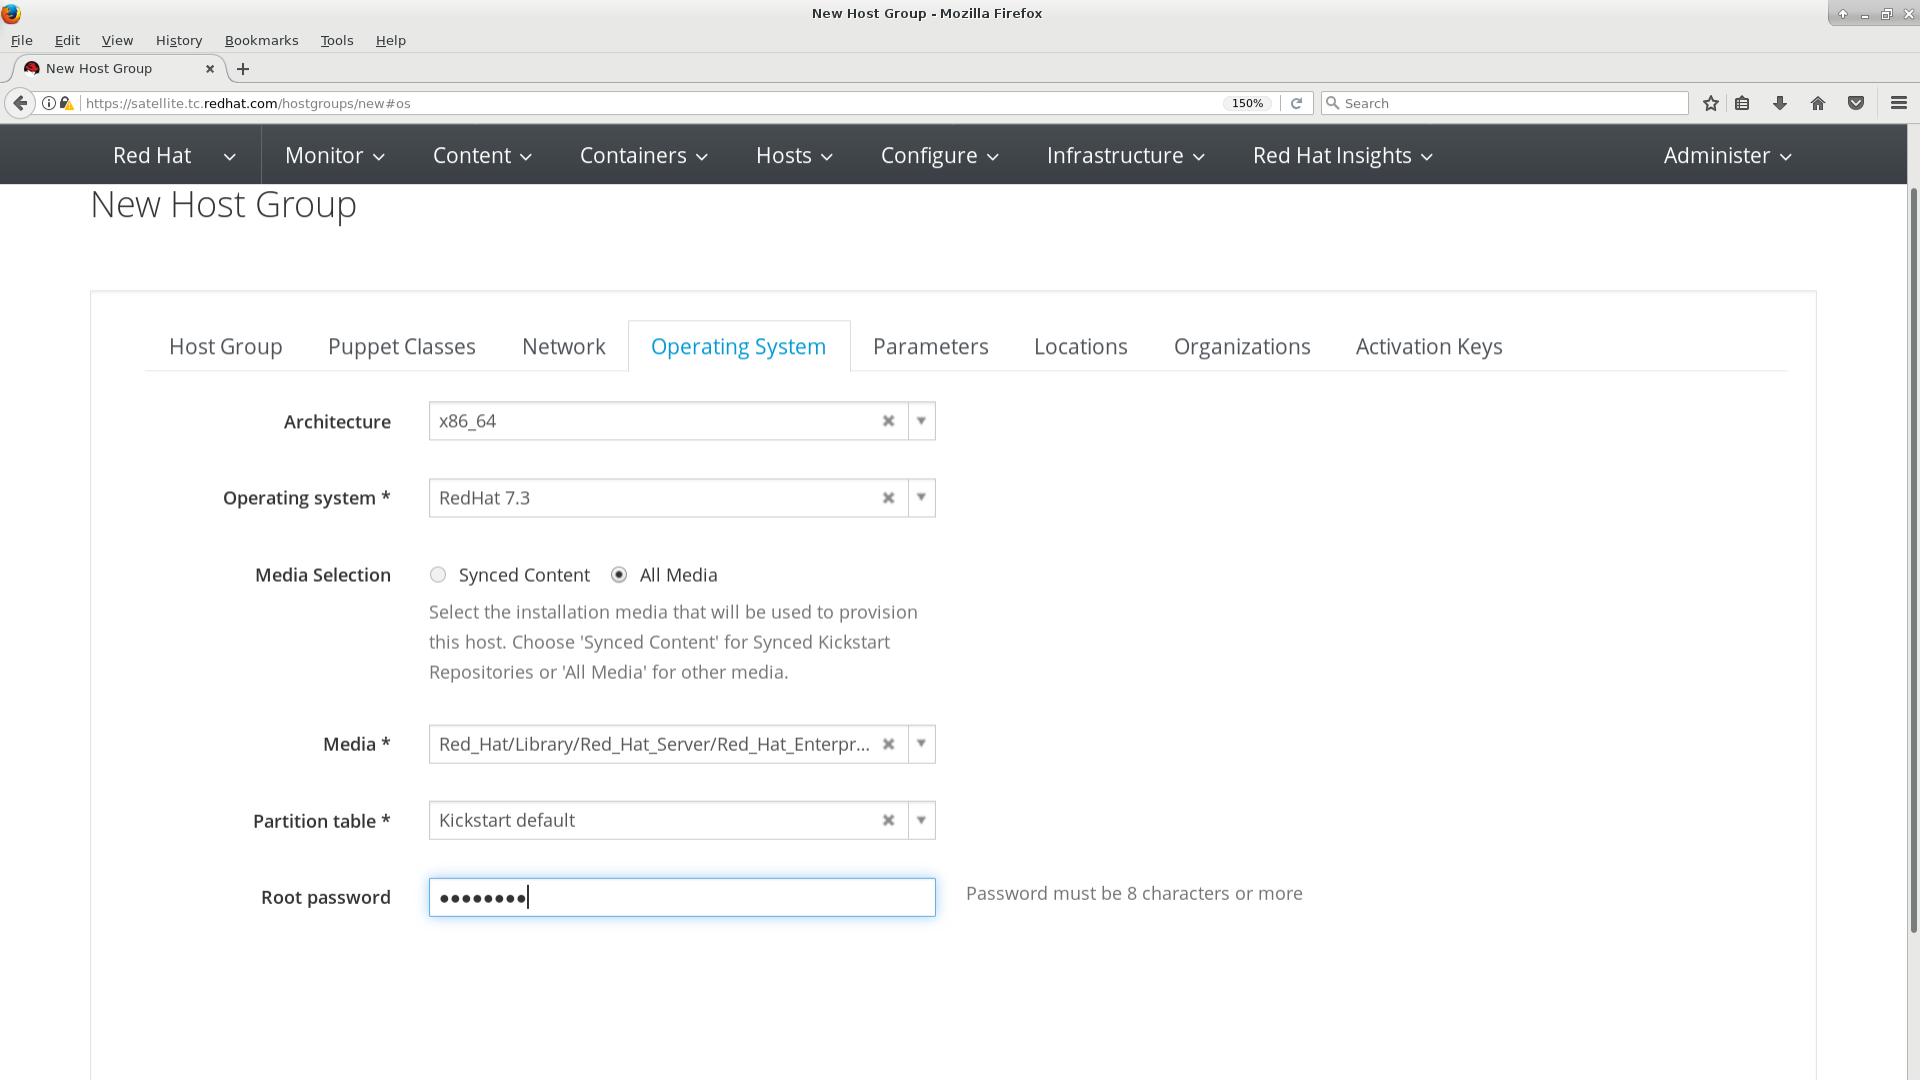 New Host Group - Mozilla Firefox
File Edit View History Bookmarks Tools Help
New Host Group
https://satellite.tc.redhat.com/hostgroups/new#os 150% Search
Red Hat Monitor Content Containers Hosts Configure Infrastructure Red Hat Insights Administer
New Host Group
Host Group Puppet Classes Network Operating System Parameters Locations Organizations Activation Keys
Architecture x86_64
Operating system * RedHat 7.3
Media Selection Synced Content All Media
Select the installation media that will be used to provision
this host. Choose 'Synced Content' for Synced Kickstart
Repositories or 'All Media' for other media.
Media * Red_Hat/Library/Red_Hat_Server/Red_Hat_Enterpr...
Partition table * Kickstart default
Root password ●●●●●●●● Password must be 8 characters or more